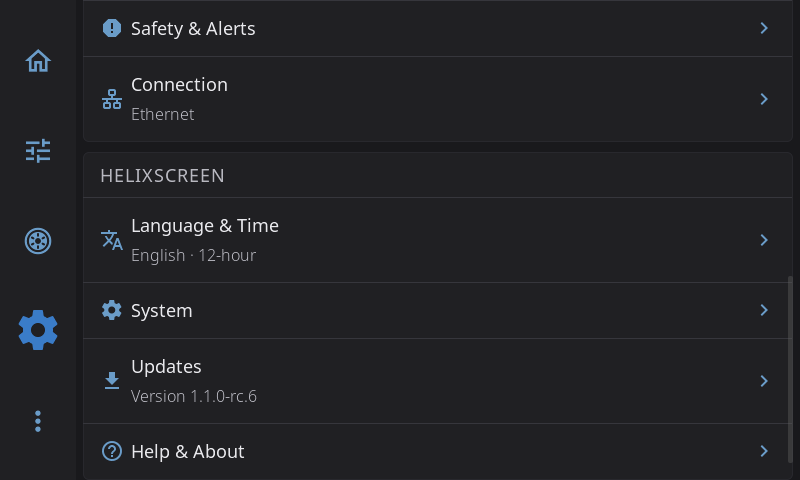 Safety & Alerts
Connection
Ethernet
HELIXSCREEN
Language & Time
English · 12-hour
System
Updates
Version 1.1.0-rc.6
Help & About